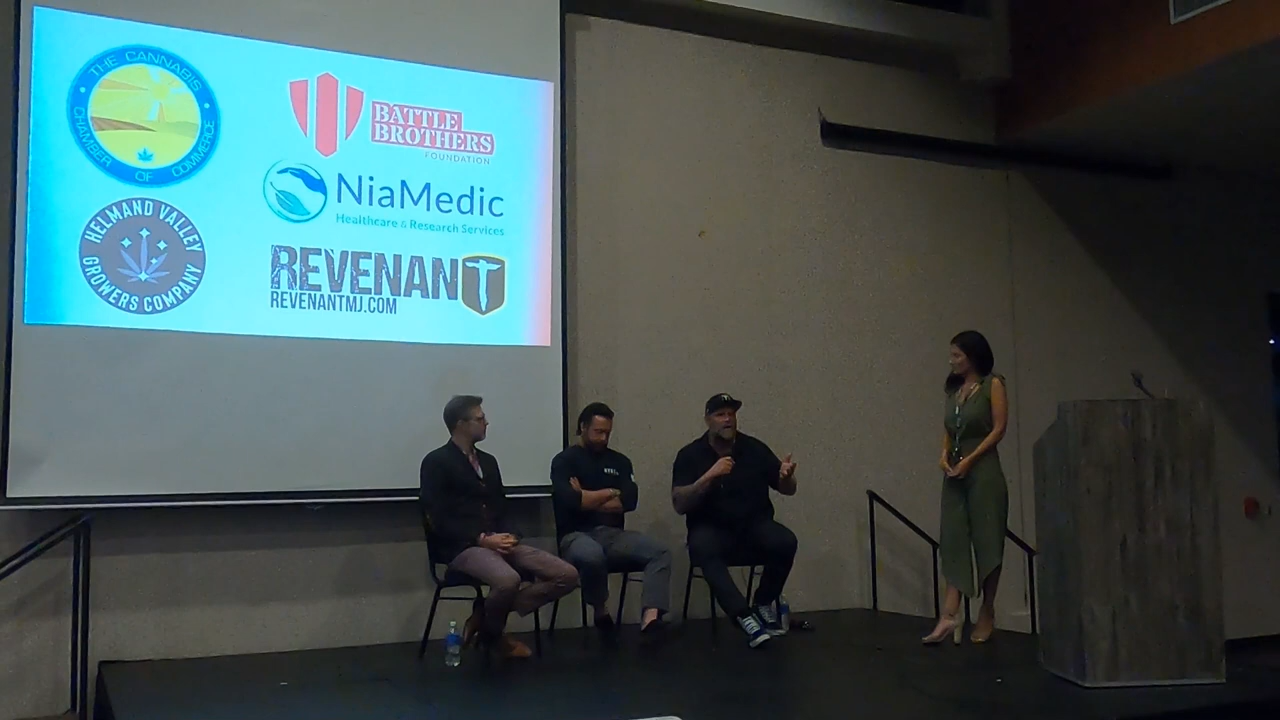 THE CANNABIS
CHAMBER OF COMMERCE
BATTLE
BROTHERS
FOUNDATION
NiaMedic
Healthcare & Research Services
HELMAND VALLEY
GROWERS COMPANY
REVENANT
REVENANTMJ.COM